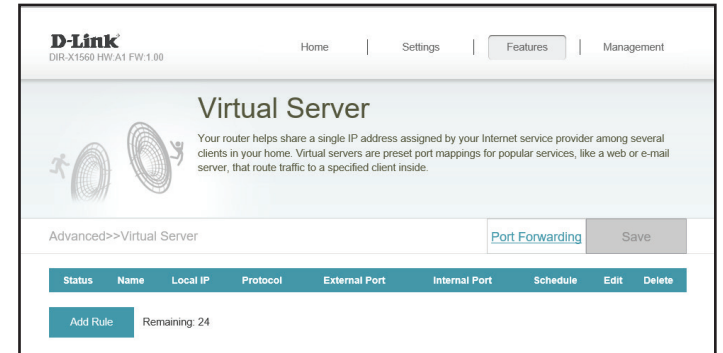 D-Link
DIR-X1560 HW:A1 FW:1.00
Home | Settings | Features | Management
Virtual Server
Your router helps share a single IP address assigned by your Internet service provider among several
clients in your home. Virtual servers are preset port mappings for popular services, like a web or e-mail
server, that route traffic to a specified client inside.
Advanced>>Virtual Server
Port Forwarding
Save
Status Name Local IP Protocol External Port Internal Port Schedule Edit Delete
Add Rule
Remaining: 24